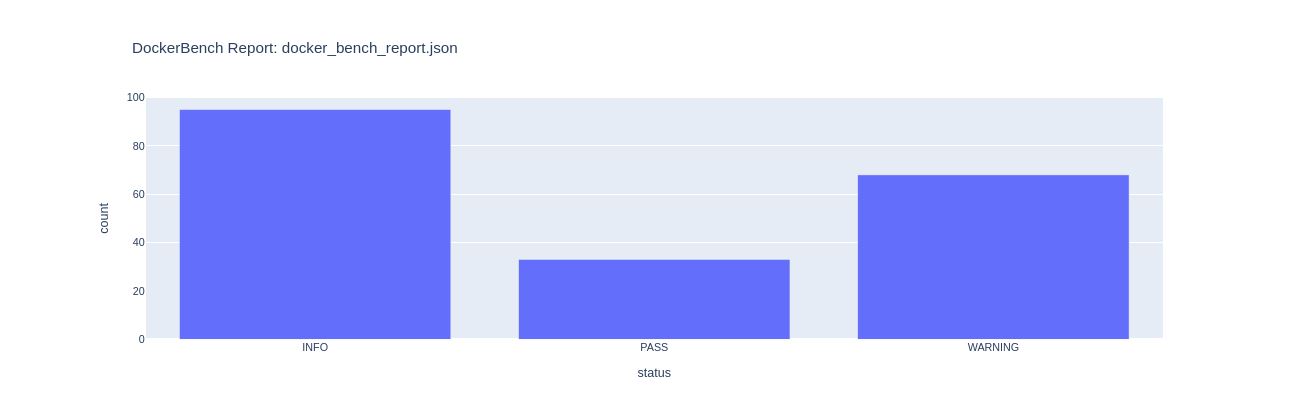 DockerBench Report: docker_bench_report.json
100
80
60
40
20
0
count
INFO PASS WARNING
status